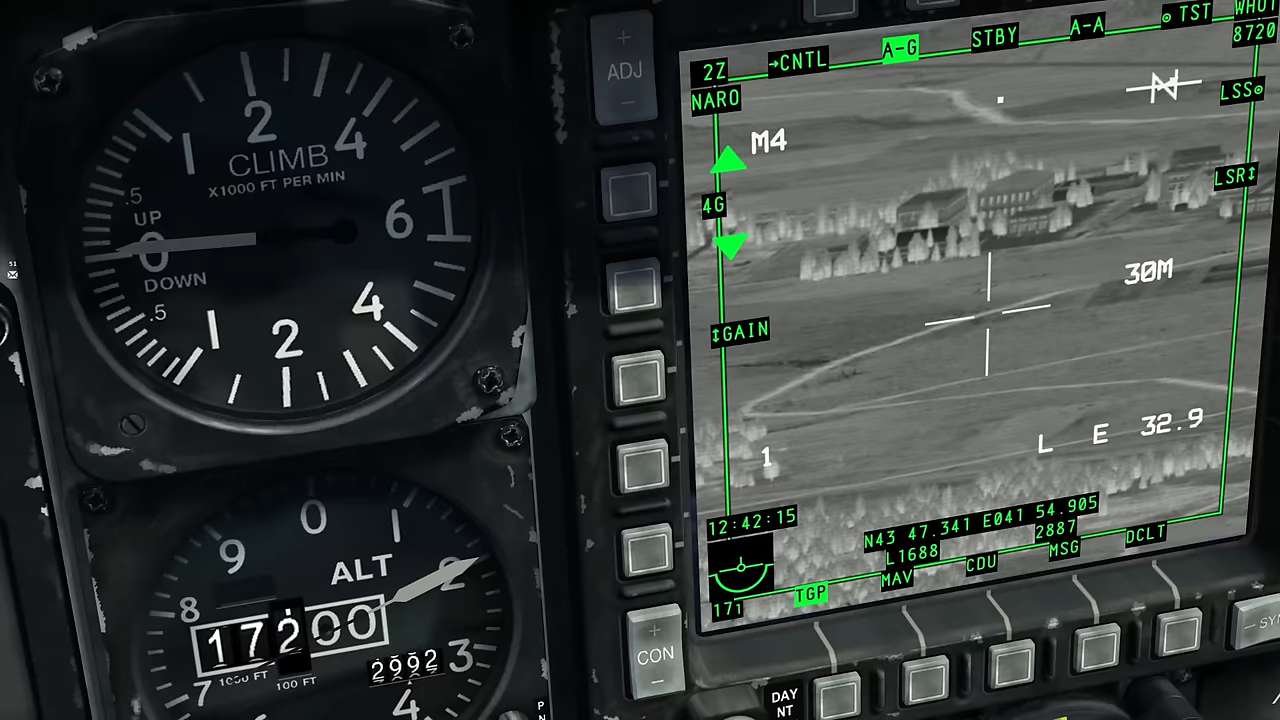 2 4
1
CLIMB
X1000 FT PER MIN
.5
UP
0 6
DOWN
.5
1 2 4
51
0 1
9 2
ALT
8
17200
1000 FT 100 FT
2992 3
7 4
+
ADJ
−
+
CON
−
DAY
NT
2Z →CNTL A-G STBY A-A TST WHOT
8720
NARO LSS
M4
4G LSR↕
30M
↕GAIN
L E 32.9
1
12:42:15
N43 47.341 E041 54.905
L1688 2887
171 TGP MAV CDU MSG DCLT